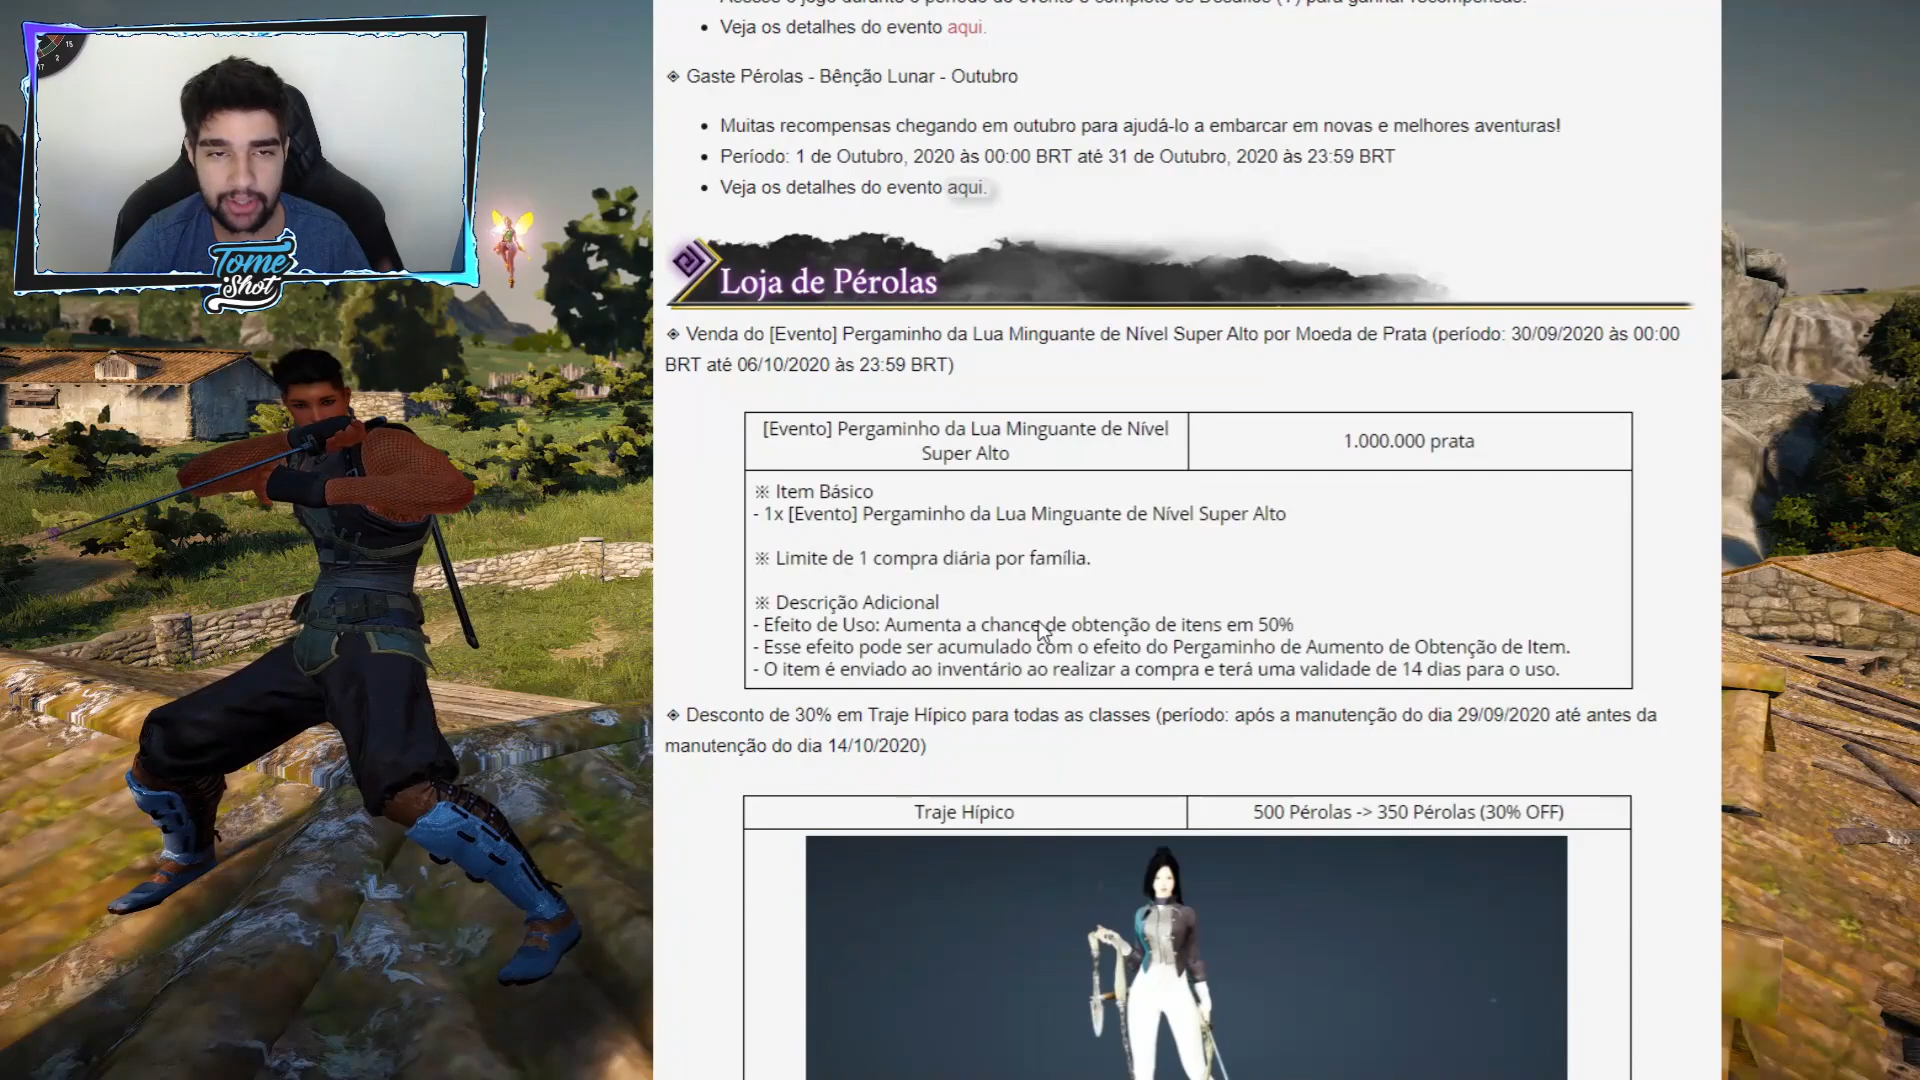 15
17
2
Tome
Shot
• Veja os detalhes do evento aqui.
◈ Gaste Pérolas - Bênção Lunar - Outubro
• Muitas recompensas chegando em outubro para ajudá-lo a embarcar em novas e melhores aventuras!
• Período: 1 de Outubro, 2020 às 00:00 BRT até 31 de Outubro, 2020 às 23:59 BRT
• Veja os detalhes do evento aqui.
Loja de Pérolas
◈ Venda do [Evento] Pergaminho da Lua Minguante de Nível Super Alto por Moeda de Prata (período: 30/09/2020 às 00:00
BRT até 06/10/2020 às 23:59 BRT)
[Evento] Pergaminho da Lua Minguante de Nível
Super Alto
1.000.000 prata
※ Item Básico
- 1x [Evento] Pergaminho da Lua Minguante de Nível Super Alto
※ Limite de 1 compra diária por família.
※ Descrição Adicional
- Efeito de Uso: Aumenta a chance de obtenção de itens em 50%
- Esse efeito pode ser acumulado com o efeito do Pergaminho de Aumento de Obtenção de Item.
- O item é enviado ao inventário ao realizar a compra e terá uma validade de 14 dias para o uso.
◈ Desconto de 30% em Traje Hípico para todas as classes (período: após a manutenção do dia 29/09/2020 até antes da
manutenção do dia 14/10/2020)
Traje Hípico
500 Pérolas -> 350 Pérolas (30% OFF)